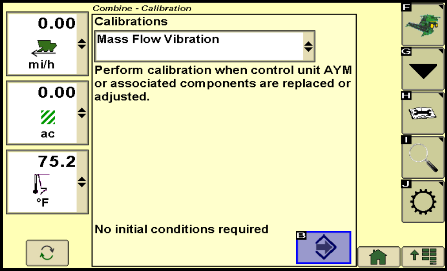 Combine - Calibration
F
0.00
mi/h
0.00
ac
75.2
°F
Calibrations
Mass Flow Vibration
Perform calibration when control unit AYM
or associated components are replaced or
adjusted.
No initial conditions required
B
G
H
I
J